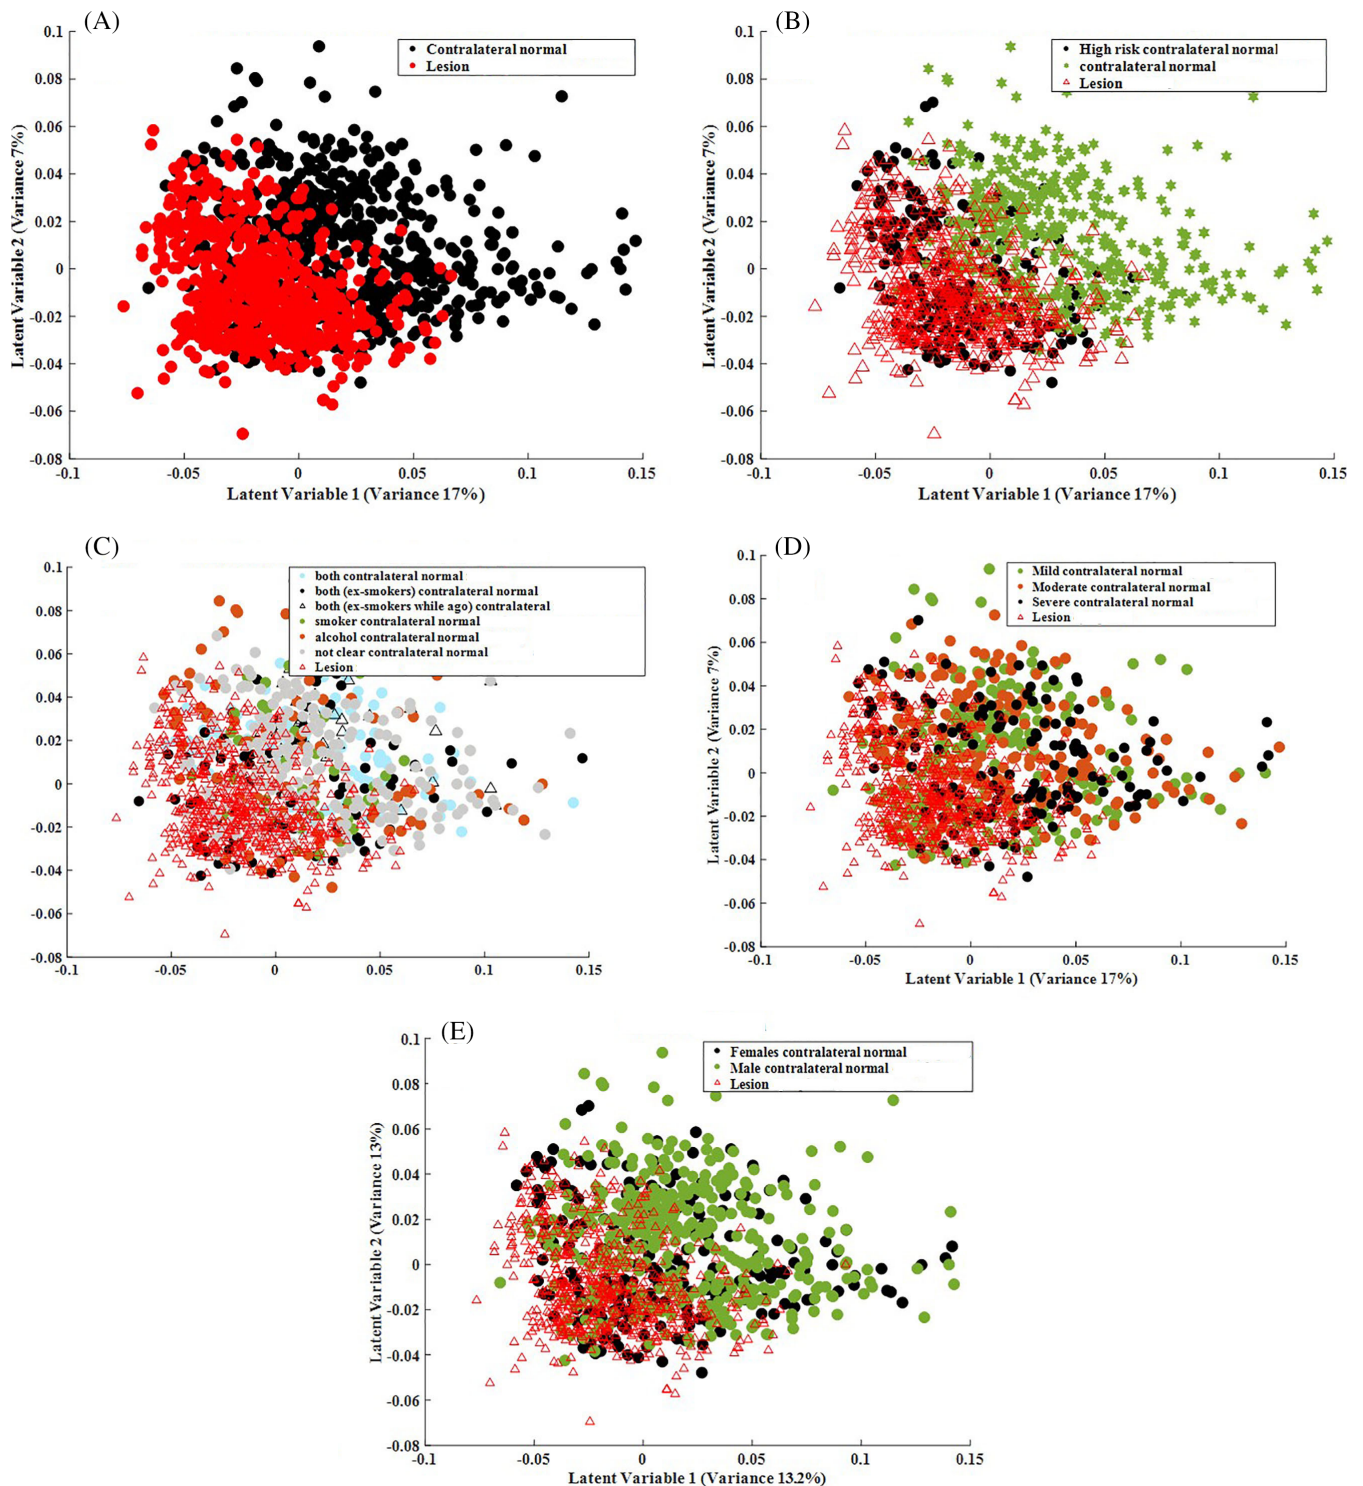 (A)
0.1
0.08
0.06
0.04
0.02
0
-0.02
-0.04
-0.06
-0.08
Latent Variable 2 (Variance 7%)
Contralateral normal
Lesion
-0.1 -0.05 0 0.05 0.1 0.15
Latent Variable 1 (Variance 17%)
(B)
0.1
0.08
0.06
0.04
0.02
0
-0.02
-0.04
-0.06
-0.08
Latent Variable 2 (Variance 7%)
High risk contralateral normal
contralateral normal
Lesion
-0.1 -0.05 0 0.05 0.1 0.15
Latent Variable 1 (Variance 17%)
(C)
0.1
0.08
0.06
0.04
0.02
0
-0.02
-0.04
-0.06
-0.08
both contralateral normal
both (ex-smokers) contralateral normal
both (ex-smokers while ago) contralateral
smoker contralateral normal
alcohol contralateral normal
not clear contralateral normal
Lesion
-0.1 -0.05 0 0.05 0.1 0.15
(D)
0.1
0.08
0.06
0.04
0.02
0
-0.02
-0.04
-0.06
-0.08
Latent Variable 2 (Variance 7%)
Mild contralateral normal
Moderate contralateral normal
Severe contralateral normal
Lesion
-0.1 -0.05 0 0.05 0.1 0.15
Latent Variable 1 (Variance 17%)
(E)
0.1
0.08
0.06
0.04
0.02
0
-0.02
-0.04
-0.06
-0.08
Latent Variable 2 (Variance 13%)
Females contralateral normal
Male contralateral normal
Lesion
-0.1 -0.05 0 0.05 0.1 0.15
Latent Variable 1 (Variance 13.2%)